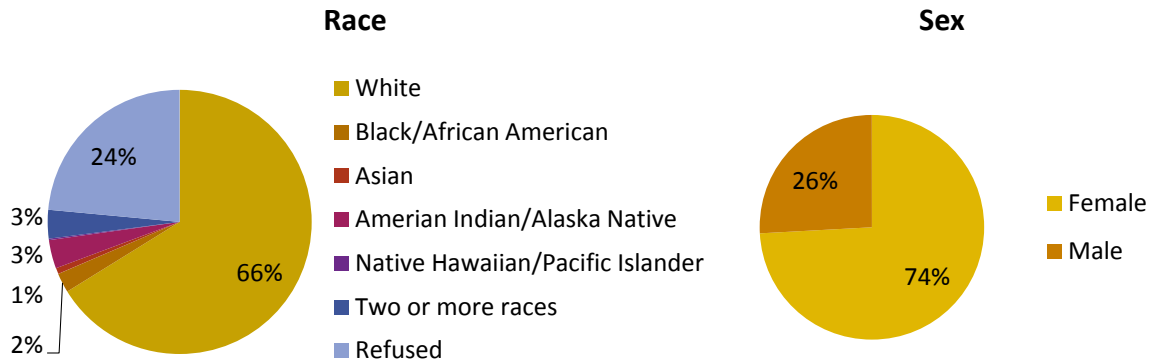 Race
White
Black/African American
Asian
Amerian Indian/Alaska Native
Native Hawaiian/Pacific Islander
Two or more races
Refused
24%
3%
3%
1%
2%
66%
Sex
26%
74%
Female
Male